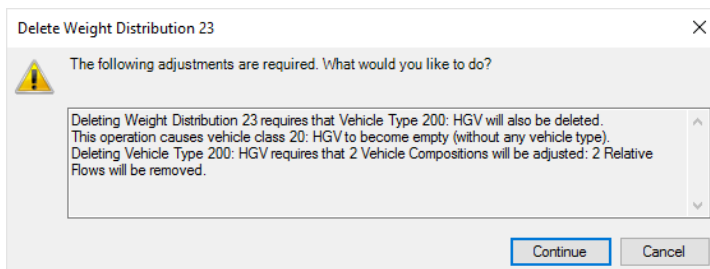 Delete Weight Distribution 23
The following adjustments are required. What would you like to do?
Deleting Weight Distribution 23 requires that Vehicle Type 200: HGV will also be deleted.
This operation causes vehicle class 20: HGV to become empty (without any vehicle type).
Deleting Vehicle Type 200: HGV requires that 2 Vehicle Compositions will be adjusted: 2 Relative
Flows will be removed.
Continue Cancel